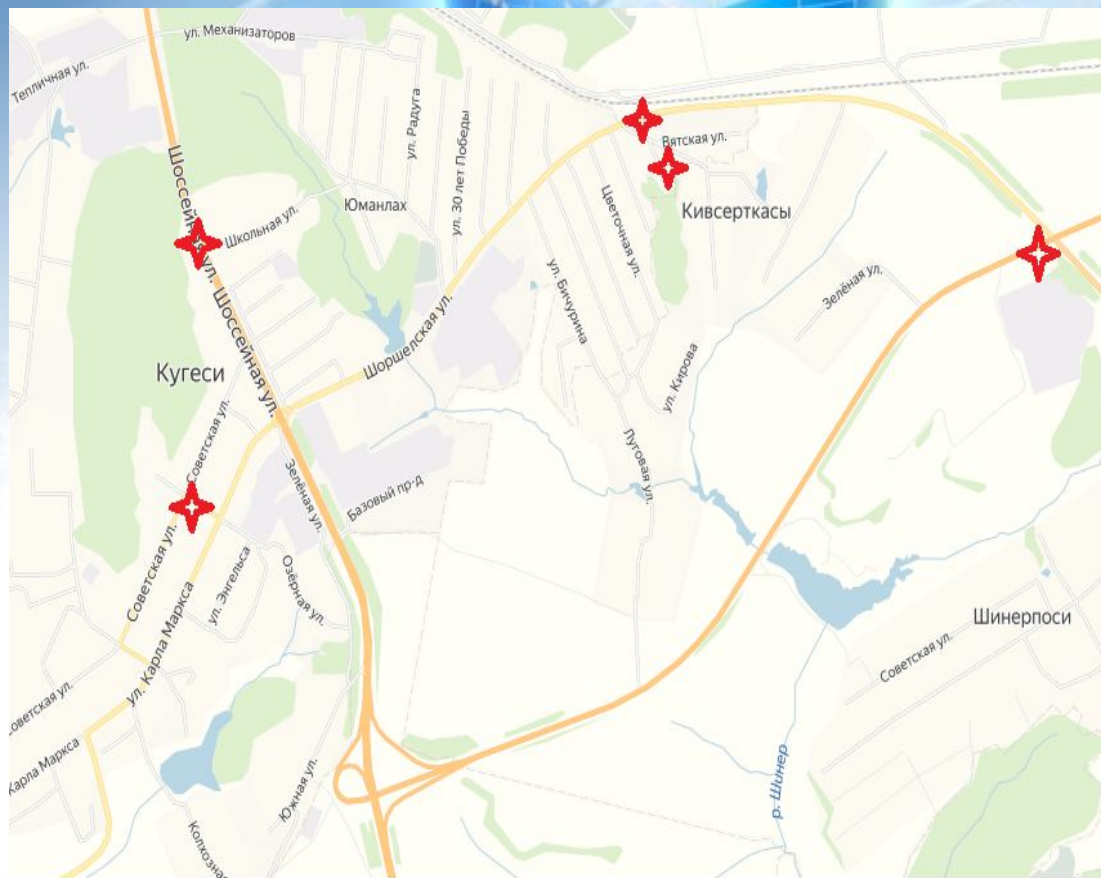 ул. Механизаторов
Тепличная ул.
ул. Радуга
ул. 30 лет Победы
Вятская ул.
Шоссейная ул.
Школьная ул.
Юманлах
Цветочная ул.
Кивсерткасы
Шоссейная ул.
ул. Бичурина
Зелёная ул.
Шоршелская ул.
Кугеси
ул. Кирова
Советская ул.
Луговая ул.
Зелёная ул.
Базовый пр-д
Советская ул.
ул. Энгельса
Озёрная ул.
ул. Карла Маркса
Шинерпоси
Советская ул.
оветская ул.
Карла Маркса
Южная ул.
р. Шинер
Колхозна